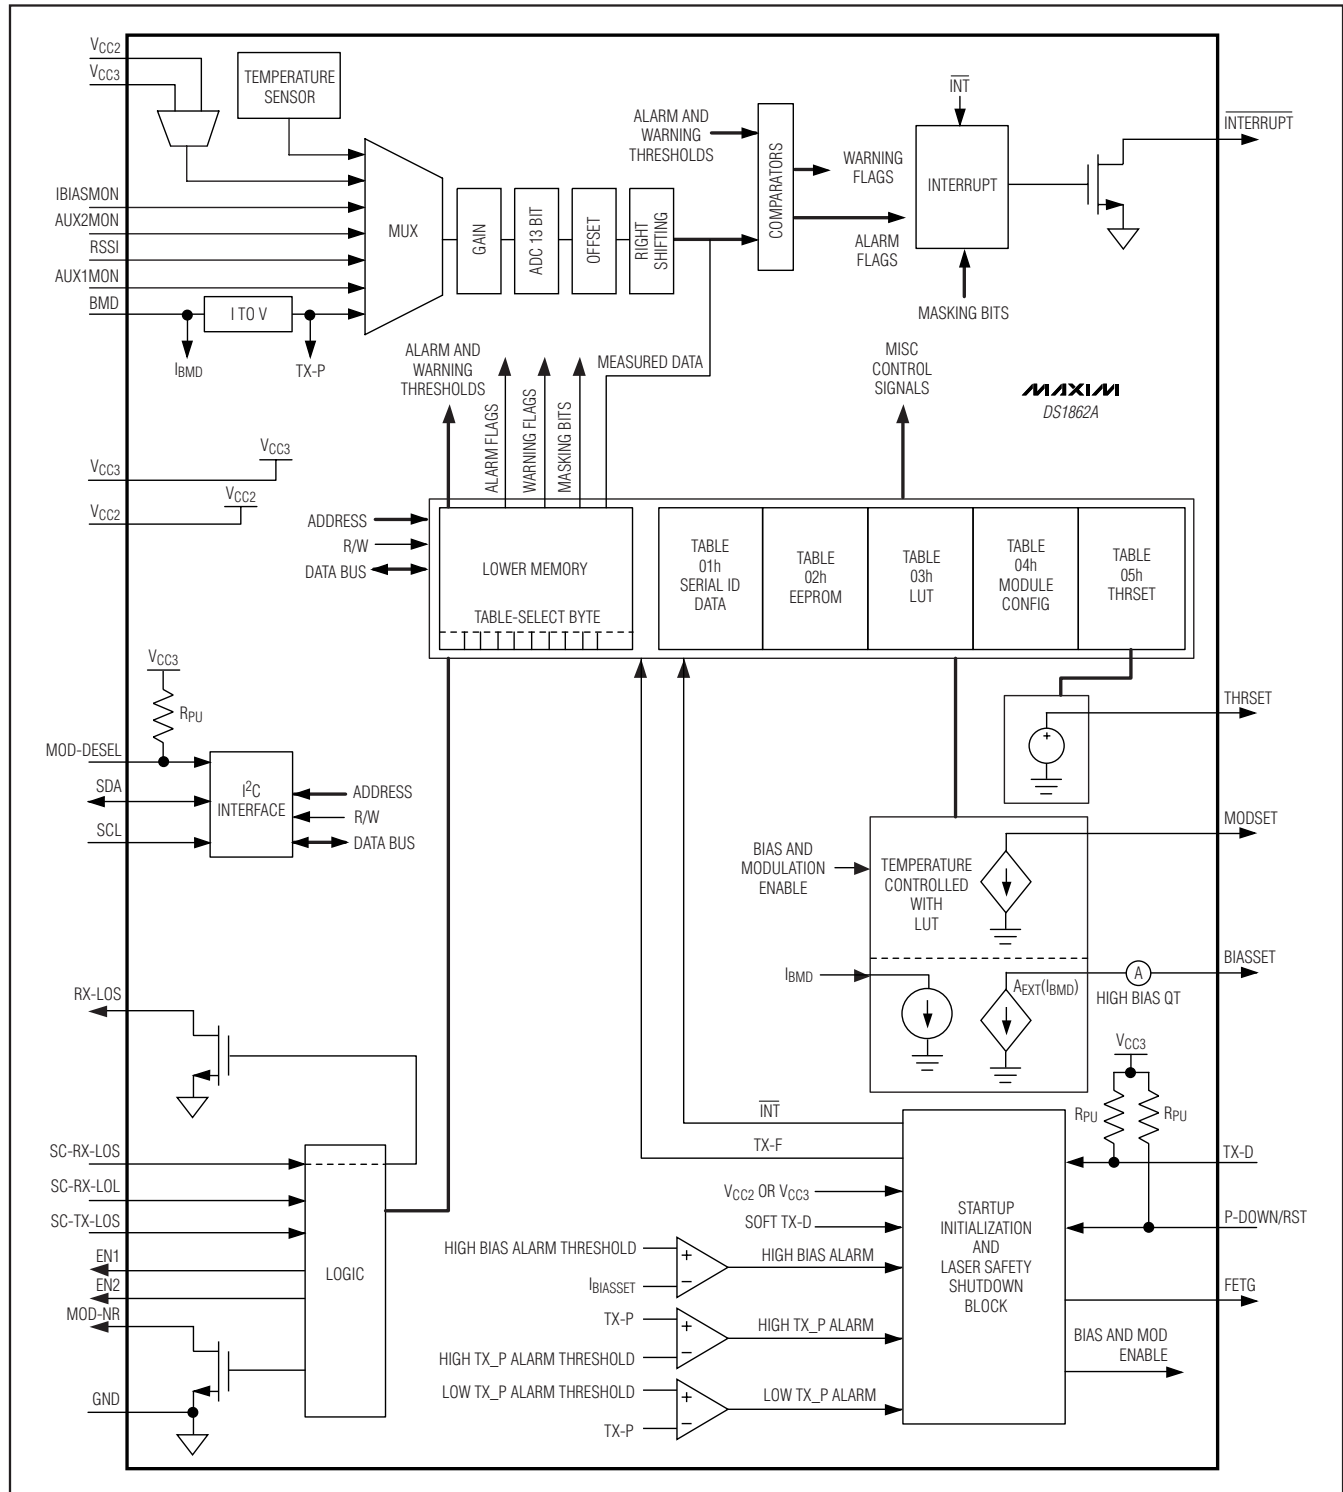 VCC2
VCC3
TEMPERATURE
SENSOR
IBIASMON
AUX2MON
RSSI
AUX1MON
BMD
I TO V
IBMD
TX-P
MUX
GAIN
ADC 13 BIT
OFFSET
RIGHT
SHIFTING
ALARM AND
WARNING
THRESHOLDS
COMPARATORS
WARNING
FLAGS
ALARM
FLAGS
INT
INTERRUPT
MASKING BITS
INTERRUPT
ALARM AND
WARNING
THRESHOLDS
ALARM FLAGS
WARNING FLAGS
MASKING BITS
MEASURED DATA
MISC
CONTROL
SIGNALS
MAXIM
DS1862A
VCC3
VCC3
VCC2
VCC2
ADDRESS
R/W
DATA BUS
LOWER MEMORY
TABLE-SELECT BYTE
TABLE
01h
SERIAL ID
DATA
TABLE
02h
EEPROM
TABLE
03h
LUT
TABLE
04h
MODULE
CONFIG
TABLE
05h
THRSET
VCC3
RPU
MOD-DESEL
SDA
SCL
I2C
INTERFACE
ADDRESS
R/W
DATA BUS
+
THRSET
MODSET
BIAS AND
MODULATION
ENABLE
TEMPERATURE
CONTROLLED
WITH
LUT
IBMD
AEXT(IBMD)
A
HIGH BIAS QT
BIASSET
RX-LOS
VCC3
RPU
RPU
INT
TX-F
TX-D
P-DOWN/RST
SC-RX-LOS
SC-RX-LOL
SC-TX-LOS
EN1
EN2
MOD-NR
GND
LOGIC
VCC2 OR VCC3
SOFT TX-D
HIGH BIAS ALARM THRESHOLD
IBIASSET
+
−
HIGH BIAS ALARM
TX-P
HIGH TX_P ALARM THRESHOLD
+
−
HIGH TX_P ALARM
LOW TX_P ALARM THRESHOLD
TX-P
+
−
LOW TX_P ALARM
STARTUP
INITIALIZATION
AND
LASER SAFETY
SHUTDOWN
BLOCK
FETG
BIAS AND MOD
ENABLE